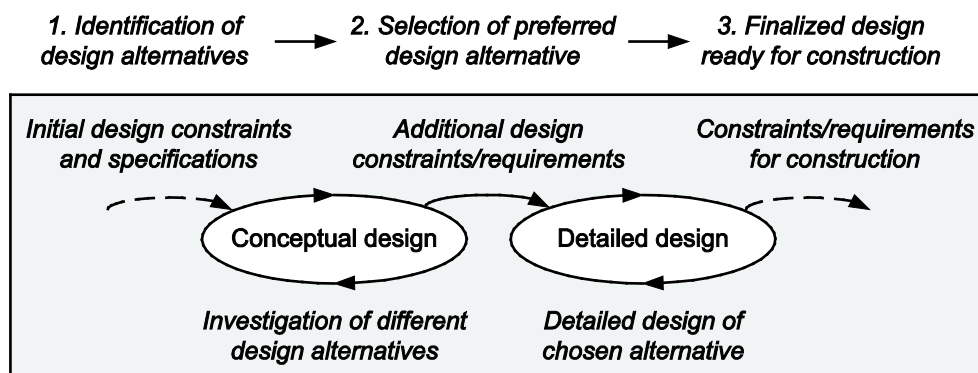 1. Identification of
design alternatives
2. Selection of preferred
design alternative
3. Finalized design
ready for construction
Initial design constraints
and specifications
Additional design
constraints/requirements
Constraints/requirements
for construction
Conceptual design
Detailed design
Investigation of different
design alternatives
Detailed design of
chosen alternative